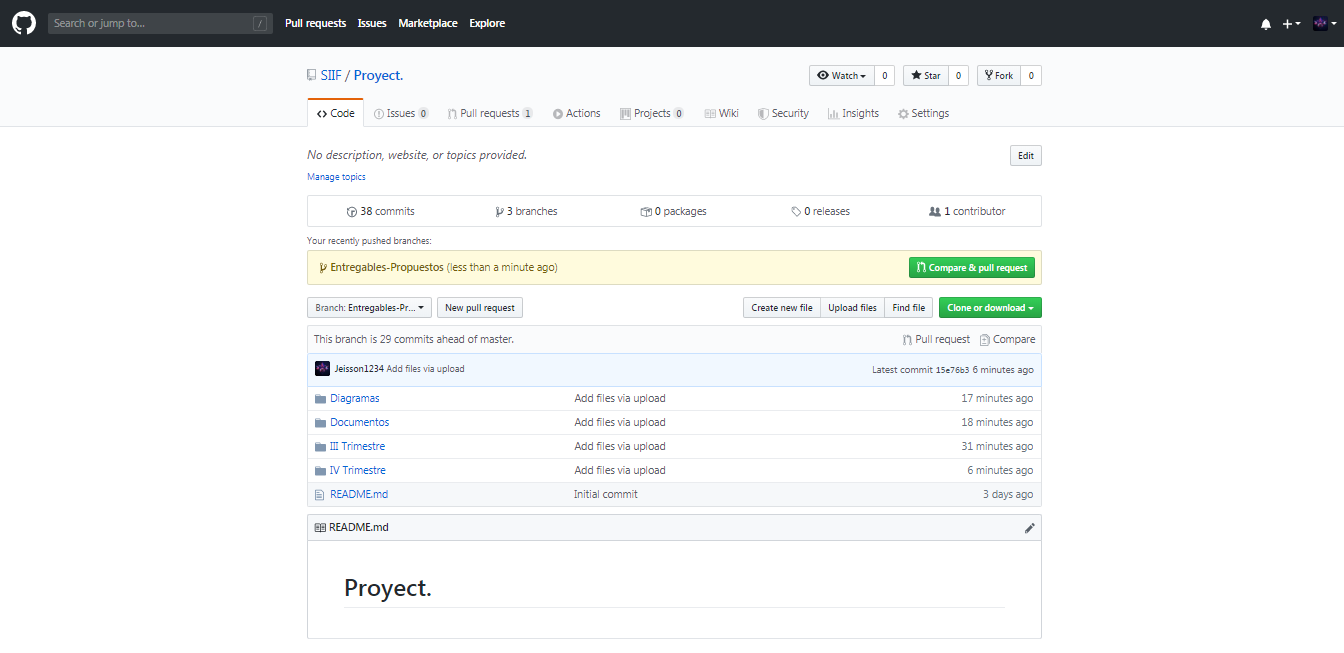 Search or jump to... / Pull requests Issues Marketplace Explore
SIIF / Proyect. Watch 0 Star 0 Fork 0
Code Issues 0 Pull requests 1 Actions Projects 0 Wiki Security Insights Settings
No description, website, or topics provided. Edit
Manage topics
38 commits 3 branches 0 packages 0 releases 1 contributor
Your recently pushed branches:
Entregables-Propuestos (less than a minute ago) Compare & pull request
Branch: Entregables-Pr... New pull request Create new file Upload files Find file Clone or download
This branch is 29 commits ahead of master. Pull request Compare
Jeisson1234 Add files via upload Latest commit 15e76b3 6 minutes ago
Diagramas Add files via upload 17 minutes ago
Documentos Add files via upload 18 minutes ago
III Trimestre Add files via upload 31 minutes ago
IV Trimestre Add files via upload 6 minutes ago
README.md Initial commit 3 days ago
README.md
Proyect.